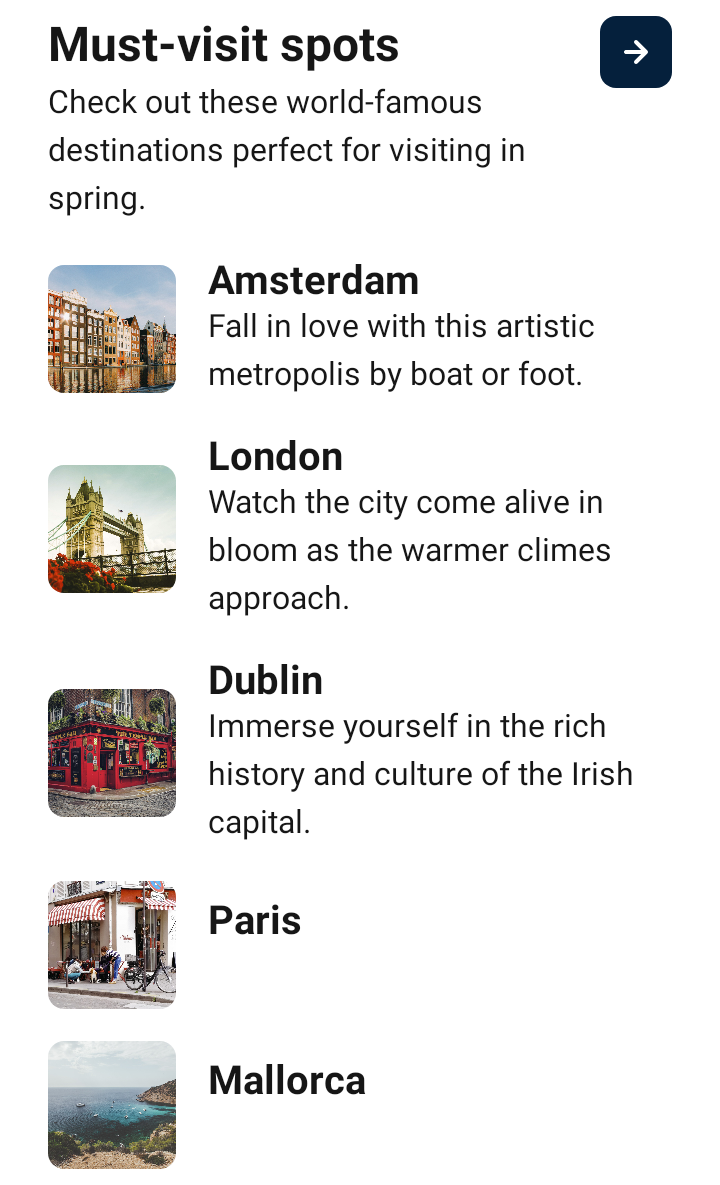 Must-visit spots
Check out these world-famous
destinations perfect for visiting in
spring.
Amsterdam
Fall in love with this artistic
metropolis by boat or foot.
London
Watch the city come alive in
bloom as the warmer climes
approach.
Dublin
Immerse yourself in the rich
history and culture of the Irish
capital.
Paris
Mallorca